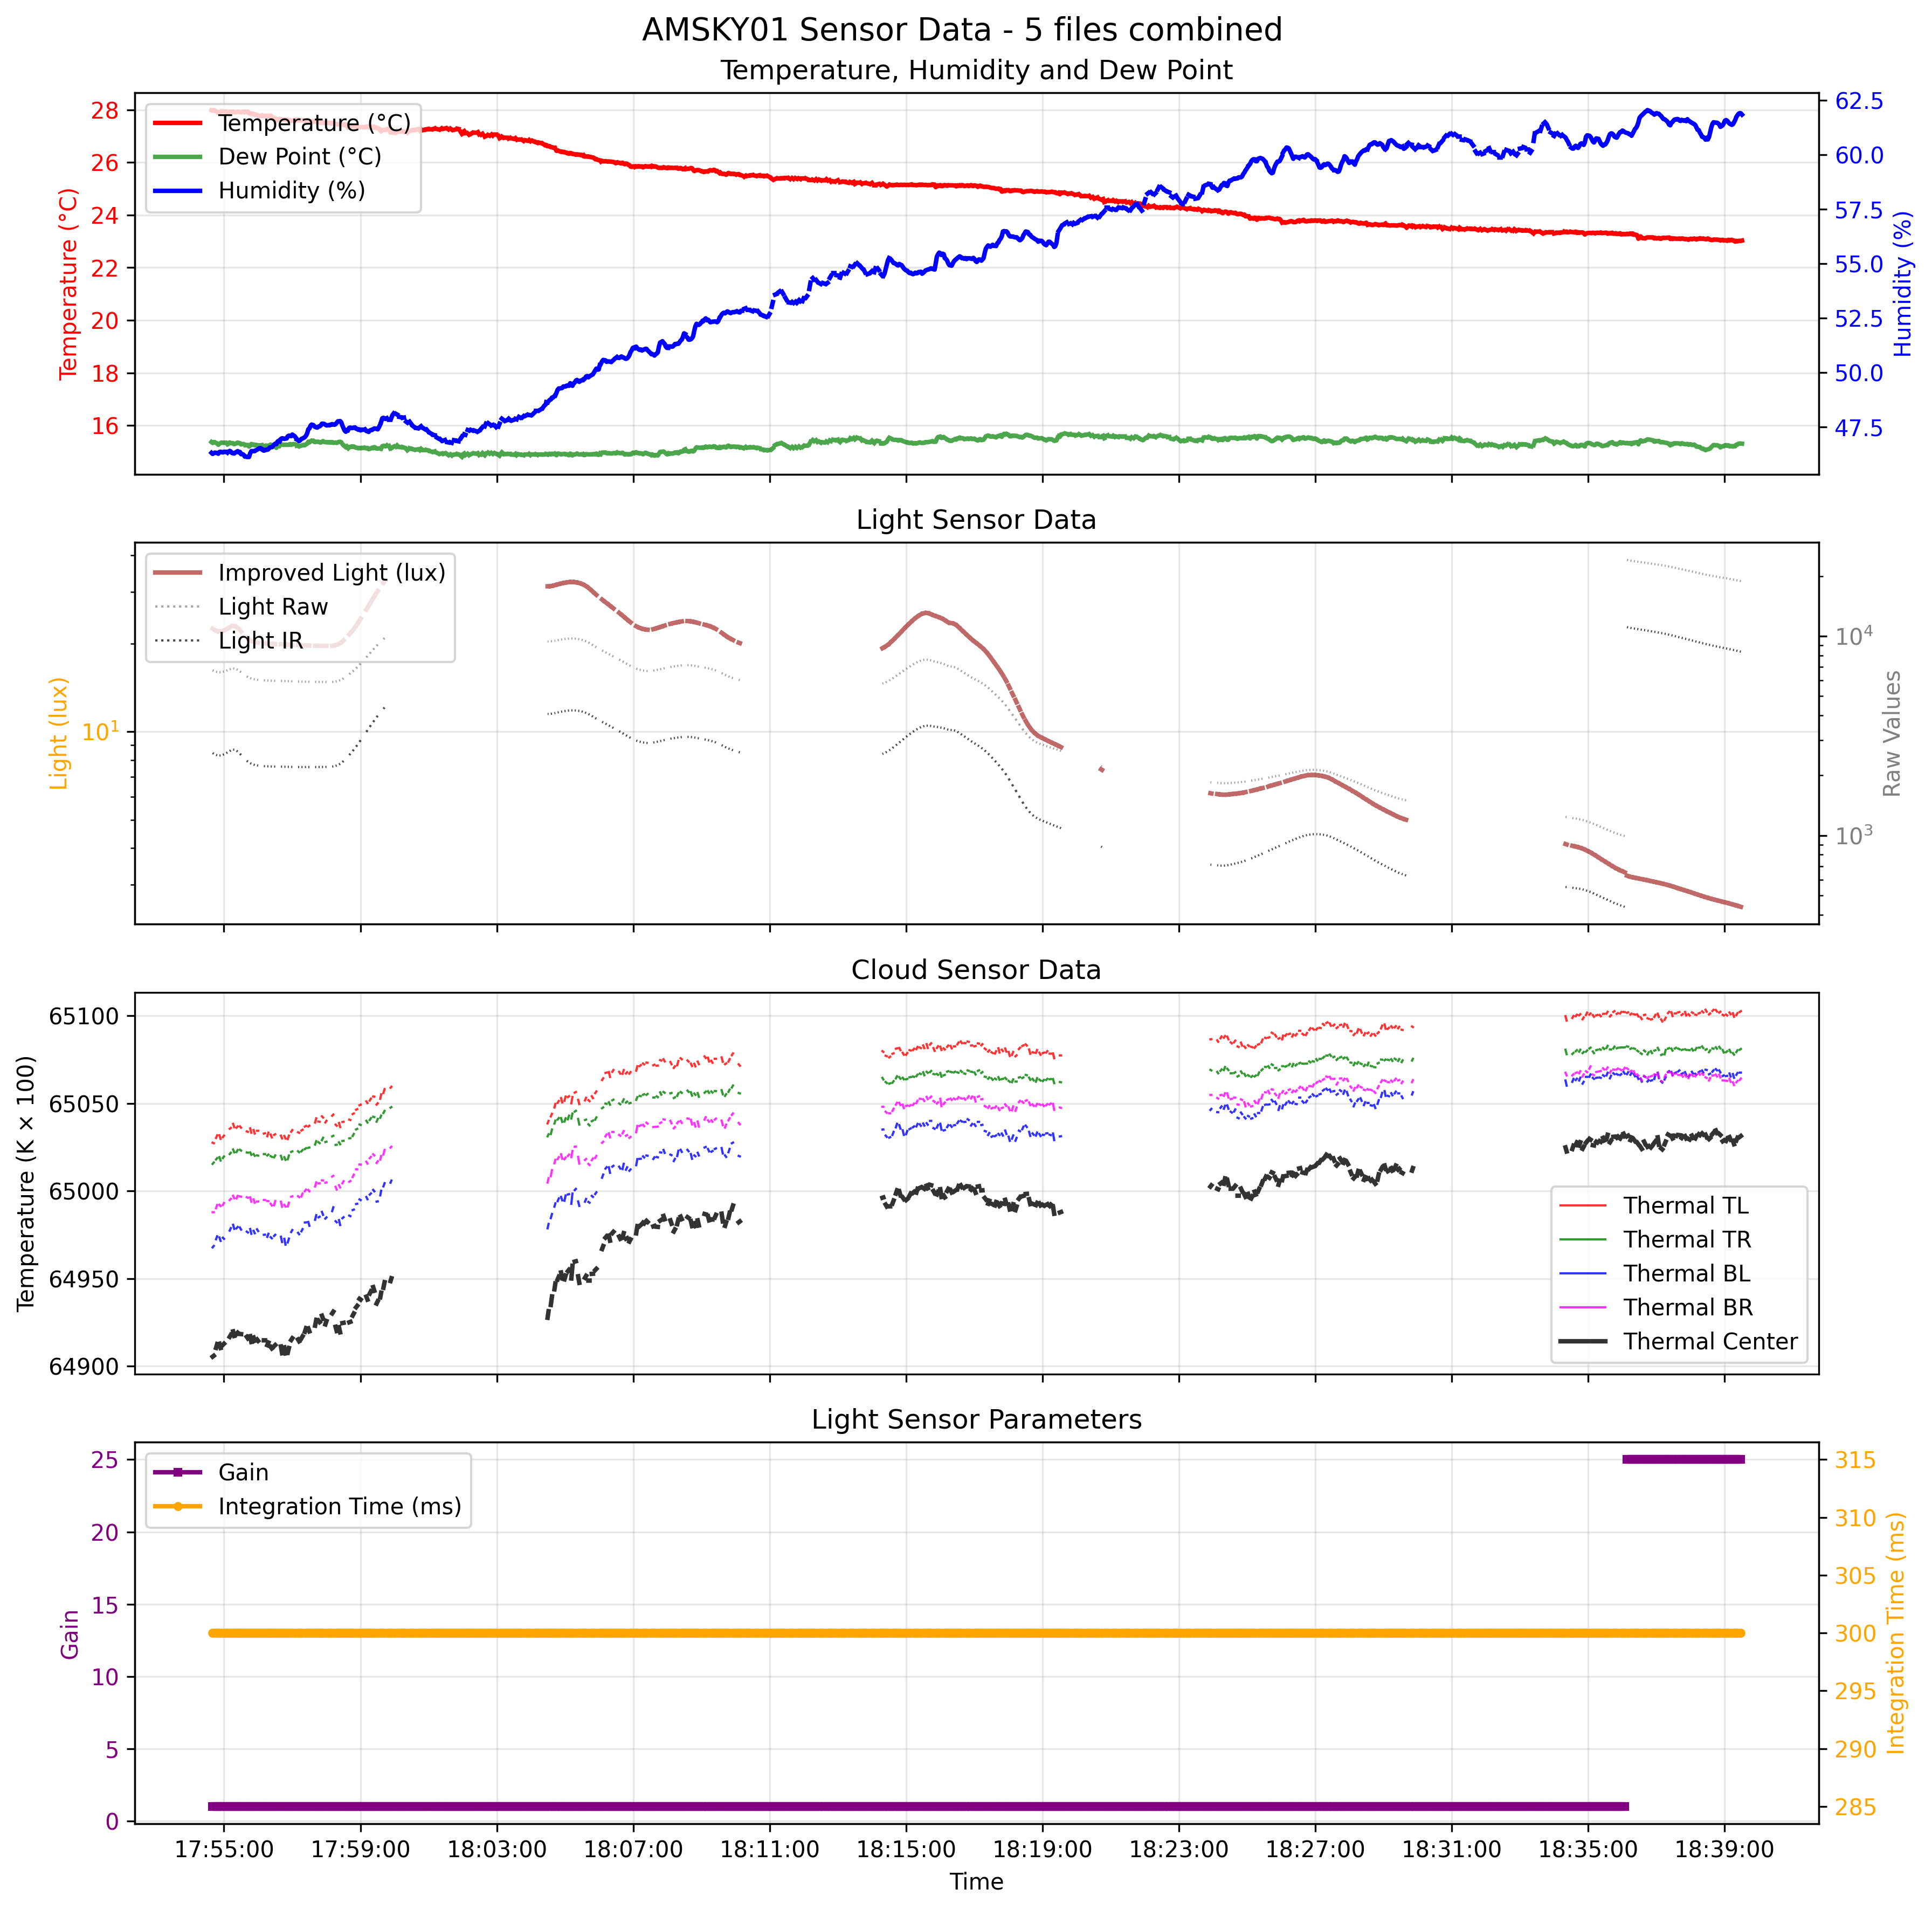 AMSKY01 Sensor Data - 5 files combined
Temperature, Humidity and Dew Point
Temperature (°C)
28
26
24
22
20
18
16
Temperature (°C)
Dew Point (°C)
Humidity (%)
62.5
60.0
57.5
55.0
52.5
50.0
47.5
Humidity (%)
Light Sensor Data
Light (lux)
10¹
Improved Light (lux)
Light Raw
Light IR
10⁴
10³
Raw Values
Cloud Sensor Data
Temperature (K × 100)
65100
65050
65000
64950
64900
Thermal TL
Thermal TR
Thermal BL
Thermal BR
Thermal Center
Light Sensor Parameters
Gain
25
20
15
10
5
0
Gain
Integration Time (ms)
315
310
305
300
295
290
285
Integration Time (ms)
17:55:00 17:59:00 18:03:00 18:07:00 18:11:00 18:15:00 18:19:00 18:23:00 18:27:00 18:31:00 18:35:00 18:39:00
Time